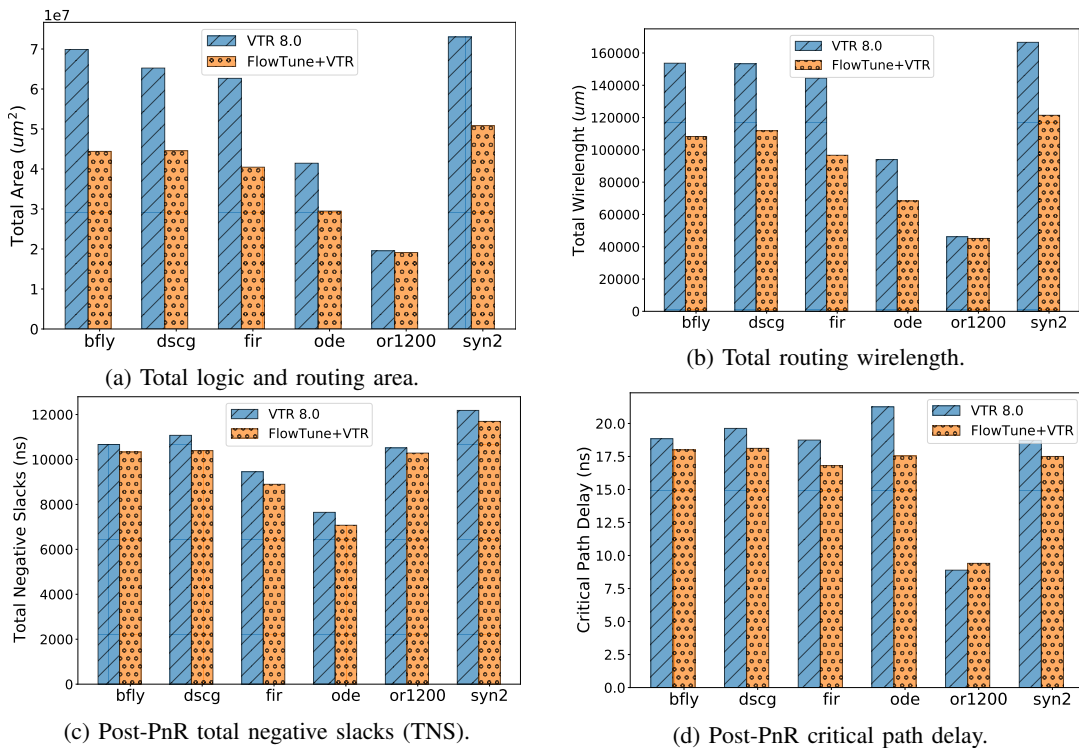 1e7
VTR 8.0
FlowTune+VTR
Total Area (um²)
7
6
5
4
3
2
1
0
bfly dscg fir ode or1200 syn2
(a) Total logic and routing area.
VTR 8.0
FlowTune+VTR
Total Wirelenght (um)
160000
140000
120000
100000
80000
60000
40000
20000
0
bfly dscg fir ode or1200 syn2
(b) Total routing wirelength.
VTR 8.0
FlowTune+VTR
Total Negative Slacks (ns)
12000
10000
8000
6000
4000
2000
0
bfly dscg fir ode or1200 syn2
(c) Post-PnR total negative slacks (TNS).
VTR 8.0
FlowTune+VTR
Critical Path Delay (ns)
20.0
17.5
15.0
12.5
10.0
7.5
5.0
2.5
0.0
bfly dscg fir ode or1200 syn2
(d) Post-PnR critical path delay.